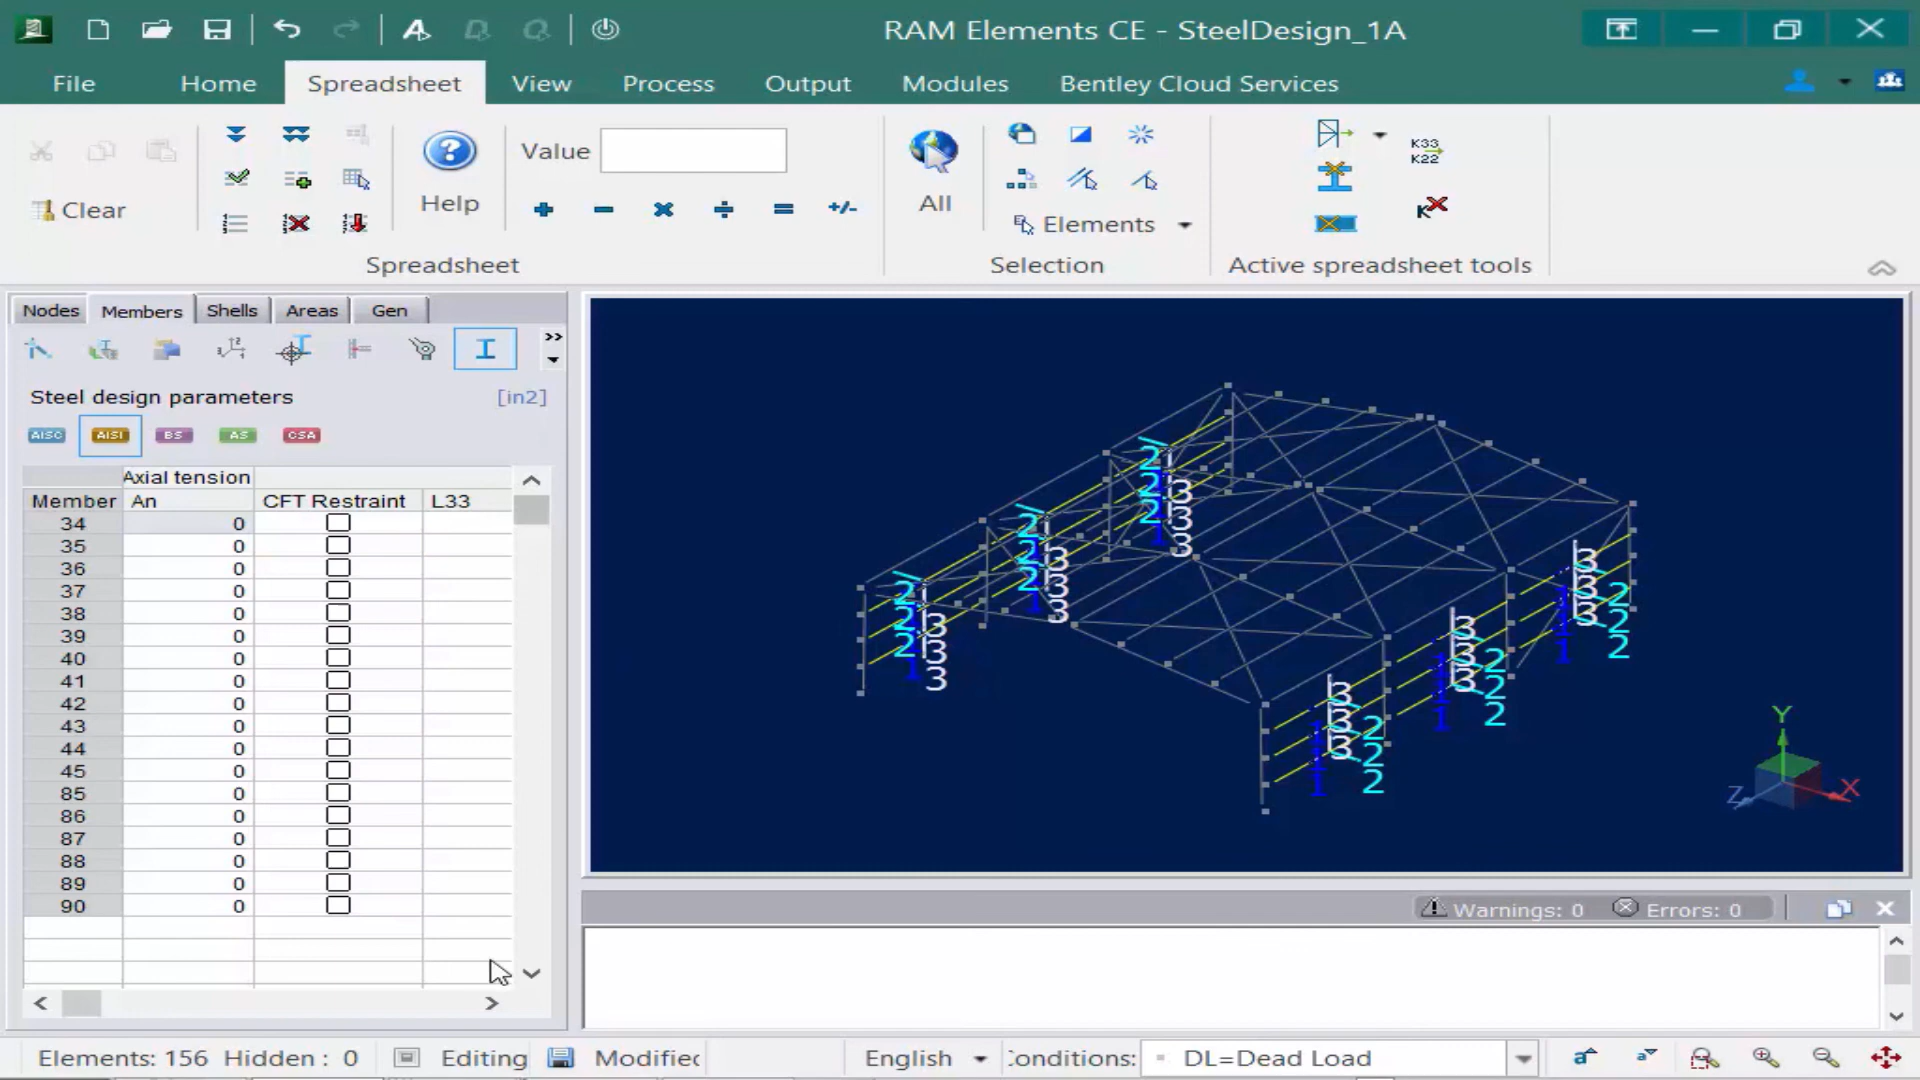 RAM Elements CE - SteelDesign_1A
File Home Spreadsheet View Process Output Modules Bentley Cloud Services
Clear
Help
Value
All
Elements
K33
K22
K
Spreadsheet
Selection
Active spreadsheet tools
Nodes Members Shells Areas Gen
Steel design parameters [in2]
AISC AISI BS AS CSA
Axial tension
Member An CFT Restraint L33
34 0
35 0
36 0
37 0
38 0
39 0
40 0
41 0
42 0
43 0
44 0
45 0
85 0
86 0
87 0
88 0
89 0
90 0
Y
Z X
Warnings: 0 Errors: 0
Elements: 156 Hidden : 0 Editing Modified English Conditions: DL=Dead Load